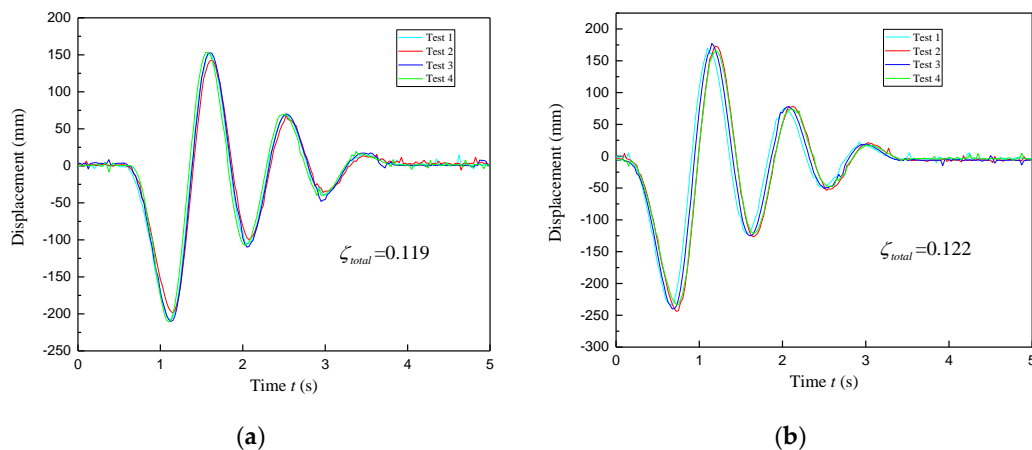 200
150
100
50
0
-50
-100
-150
-200
-250
Displacement (mm)
0 1 2 3 4 5
Time t (s)
Test 1
Test 2
Test 3
Test 4
ζtotal=0.119
(a)
200
150
100
50
0
-50
-100
-150
-200
-250
-300
Displacement (mm)
0 1 2 3 4 5
Time t (s)
Test 1
Test 2
Test 3
Test 4
ζtotal=0.122
(b)